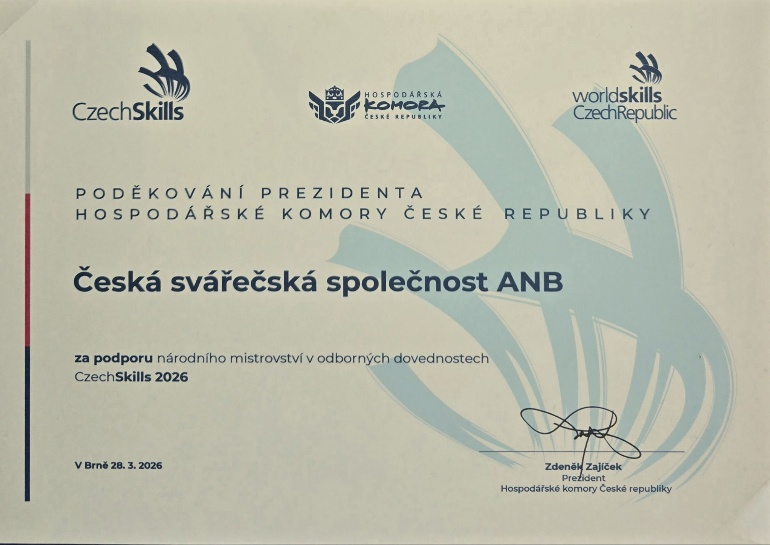 CzechSkills
HOSPODÁŘSKÁ
KOMORA
ČESKÉ REPUBLIKY
worldskills
CzechRepublic
PODĚKOVÁNÍ PREZIDENTA
HOSPODÁŘSKÉ KOMORY ČESKÉ REPUBLIKY
Česká svářečská společnost ANB
za podporu národního mistrovství v odborných dovednostech
CzechSkills 2026
V Brně 28. 3. 2026
Zdeněk Zajíček
Prezident
Hospodářské komory České republiky